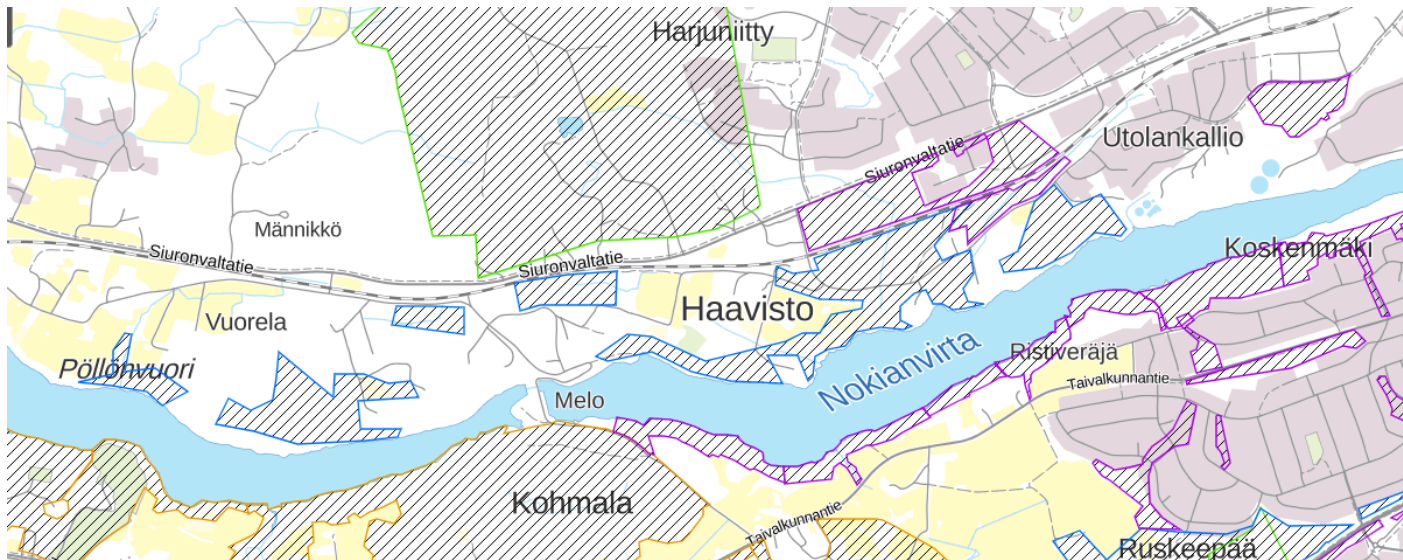 Harjuniitty
Utolankallio
Siuronvaltatie
Männikkö
Siuronvaltatie
Siuronvaltatie
Koskenmäki
Haavisto
Vuorela
Nokianvirta
Ristiveräjä
Pöllönvuori
Taivalkunnantie
Melo
Kohmala
Taivalkunnantie
Ruskeepää